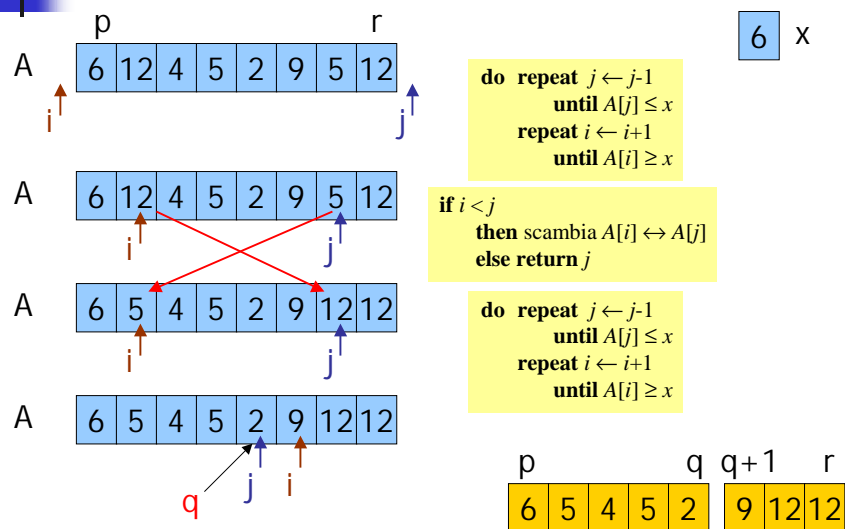 p r
6 x
A 6 12 4 5 2 9 5 12
i j
do repeat j ← j-1
until A[j] ≤ x
repeat i ← i+1
until A[i] ≥ x
A 6 12 4 5 2 9 5 12
i j
if i < j
then scambia A[i] ↔ A[j]
else return j
A 6 5 4 5 2 9 12 12
i j
do repeat j ← j-1
until A[j] ≤ x
repeat i ← i+1
until A[i] ≥ x
A 6 5 4 5 2 9 12 12
q j i
p q q+1 r
6 5 4 5 2 9 12 12